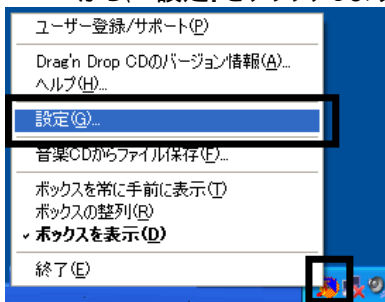 ユーザー登録/サポート(P)
Drag'n Drop CDのバージョン情報(A)...
ヘルプ(H)...
設定(G)...
音楽CDからファイル保存(F)...
ボックスを常に手前に表示(T)
ボックスの整列(R)
ボックスを表示(D)
終了(E)